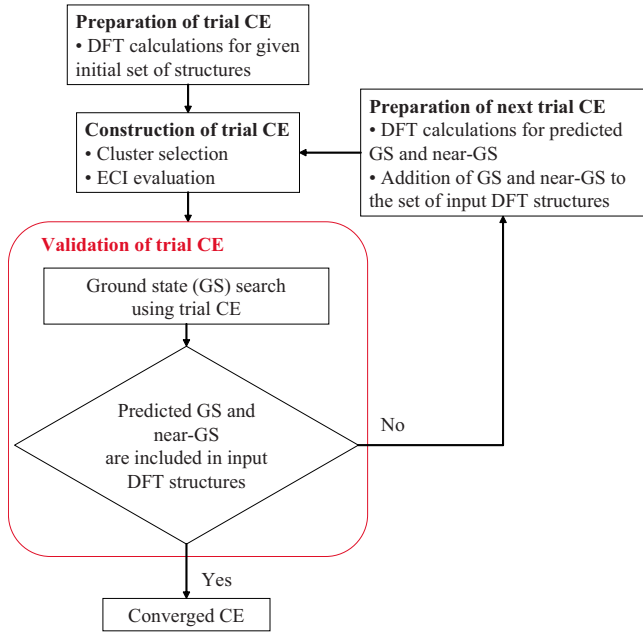 Preparation of trial CE
• DFT calculations for given
initial set of structures
Construction of trial CE
• Cluster selection
• ECI evaluation
Preparation of next trial CE
• DFT calculations for predicted
GS and near-GS
• Addition of GS and near-GS to
the set of input DFT structures
Validation of trial CE
Ground state (GS) search
using trial CE
Predicted GS and
near-GS
are included in input
DFT structures
No
Yes
Converged CE